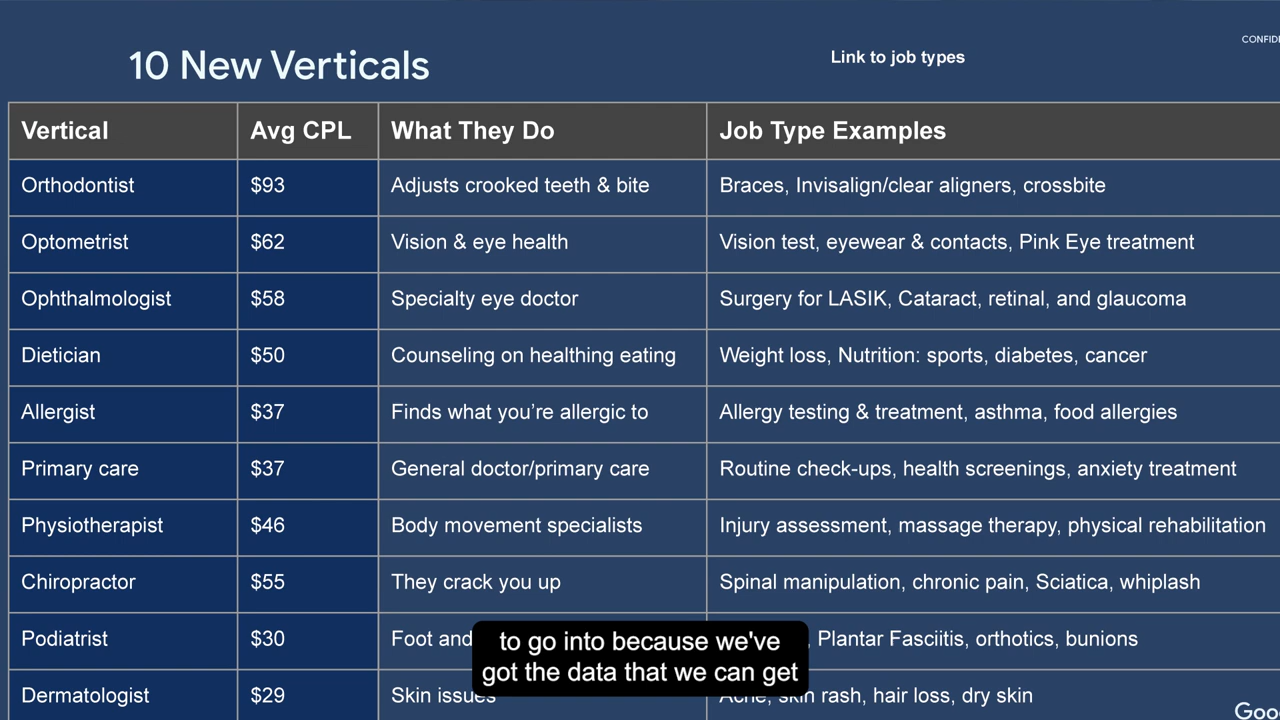 CONFID
10 New Verticals
Link to job types
Vertical Avg CPL What They Do Job Type Examples
Orthodontist $93 Adjusts crooked teeth & bite Braces, Invisalign/clear aligners, crossbite
Optometrist $62 Vision & eye health Vision test, eyewear & contacts, Pink Eye treatment
Ophthalmologist $58 Specialty eye doctor Surgery for LASIK, Cataract, retinal, and glaucoma
Dietician $50 Counseling on healthing eating Weight loss, Nutrition: sports, diabetes, cancer
Allergist $37 Finds what you’re allergic to Allergy testing & treatment, asthma, food allergies
Primary care $37 General doctor/primary care Routine check-ups, health screenings, anxiety treatment
Physiotherapist $46 Body movement specialists Injury assessment, massage therapy, physical rehabilitation
Chiropractor $55 They crack you up Spinal manipulation, chronic pain, Sciatica, whiplash
Podiatrist $30 Foot and , Plantar Fasciitis, orthotics, bunions
Dermatologist $29 Skin issues Acne, skin rash, hair loss, dry skin
to go into because we've
got the data that we can get
Goo